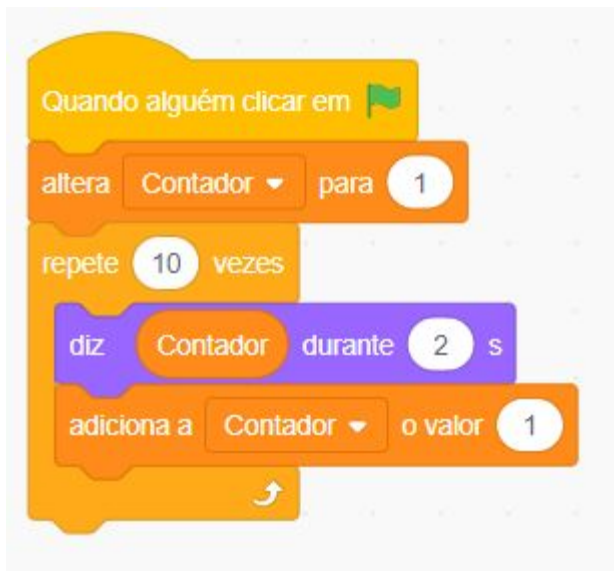 Quando alguém clicar em
altera Contador para 1
repete 10 vezes
diz Contador durante 2 s
adiciona a Contador o valor 1